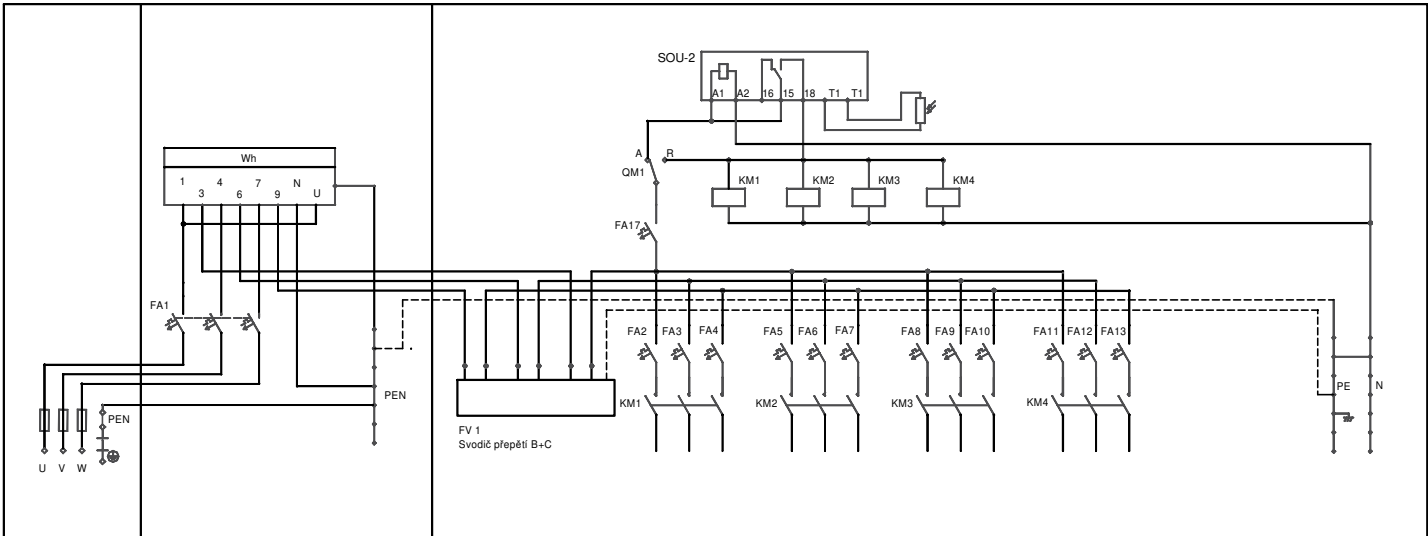 SOU-2
A1 A2 16 15 18 T1 T1
Wh
1 4 7 N
3 6 9 U
A R
QM1
KM1 KM2 KM3 KM4
FA17
FA1
FA2 FA3 FA4 FA5 FA6 FA7 FA8 FA9 FA10 FA11 FA12 FA13
PEN
PE N
KM1 KM2 KM3 KM4
PEN
FV 1
Svodič přepětí B+C
U V W